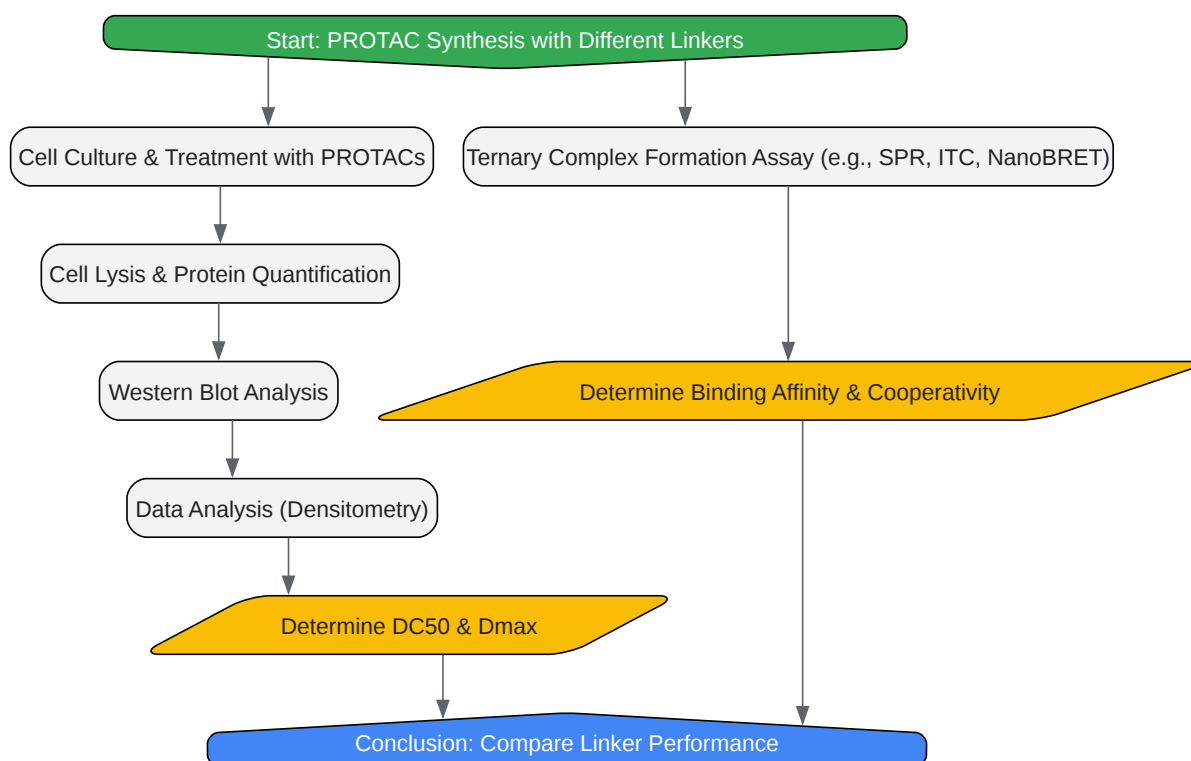 Start: PROTAC Synthesis with Different Linkers
Cell Culture & Treatment with PROTACs
Ternary Complex Formation Assay (e.g., SPR, ITC, NanoBRET)
Cell Lysis & Protein Quantification
Western Blot Analysis
Determine Binding Affinity & Cooperativity
Data Analysis (Densitometry)
Determine DC50 & Dmax
Conclusion: Compare Linker Performance